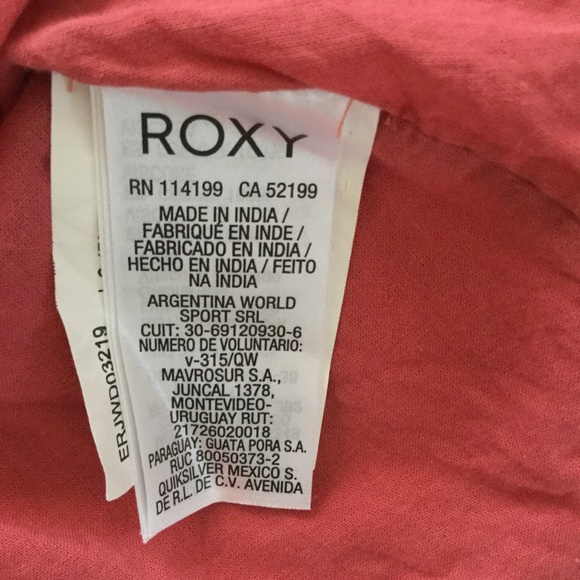 ROXY
RN 114199 CA 52199
MADE IN INDIA /
FABRIQUÉ EN INDE /
FABRICADO EN INDIA /
HECHO EN INDIA / FEITO
NA ÍNDIA
ARGENTINA WORLD
SPORT SRL
CUIT: 30-69120930-6
NUMERO DE VOLUNTARIO:
v-315/QW
MAVROSUR S.A.,
JUNCAL 1378,
MONTEVIDEO-
URUGUAY RUT:
21726020018
PARAGUAY: GUATA PORA S.A.
RUC 80050373-2
QUIKSILVER MEXICO S.
DE R.L. DE C.V. AVENIDA
ERJWD03219